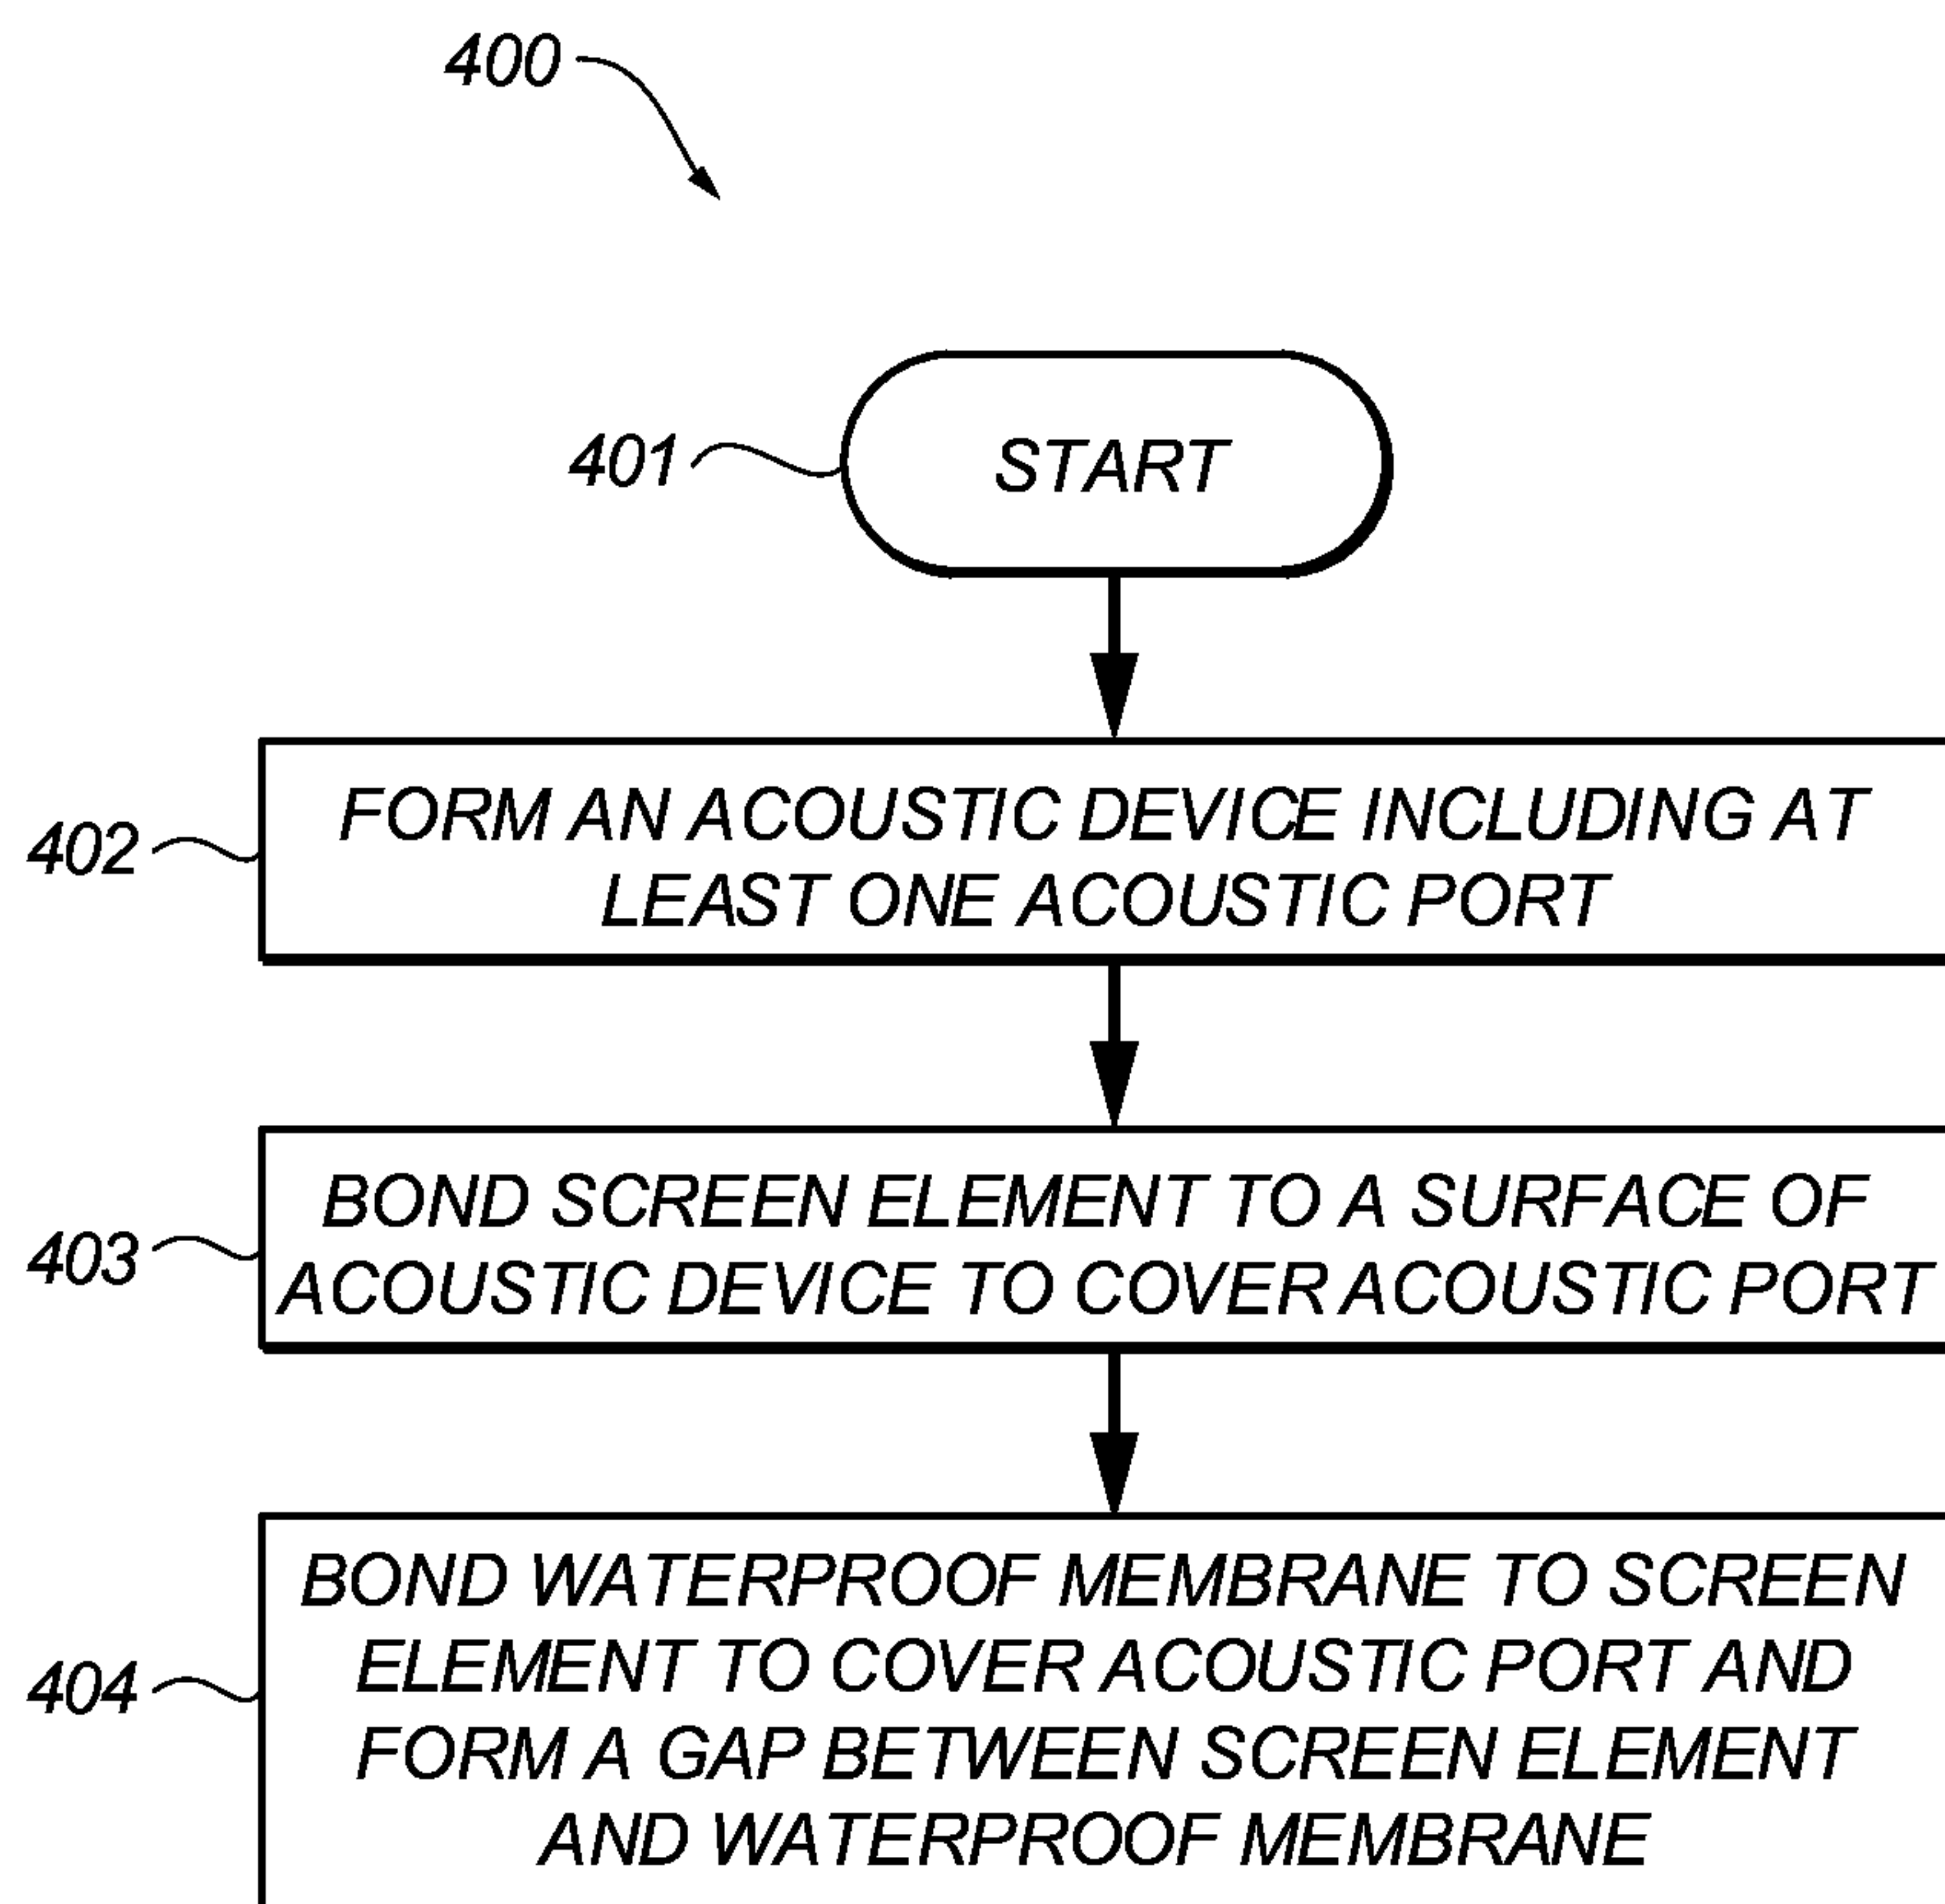 400
401
START
402
FORM AN ACOUSTIC DEVICE INCLUDING AT
LEAST ONE ACOUSTIC PORT
403
BOND SCREEN ELEMENT TO A SURFACE OF
ACOUSTIC DEVICE TO COVER ACOUSTIC PORT
404
BOND WATERPROOF MEMBRANE TO SCREEN
ELEMENT TO COVER ACOUSTIC PORT AND
FORM A GAP BETWEEN SCREEN ELEMENT
AND WATERPROOF MEMBRANE